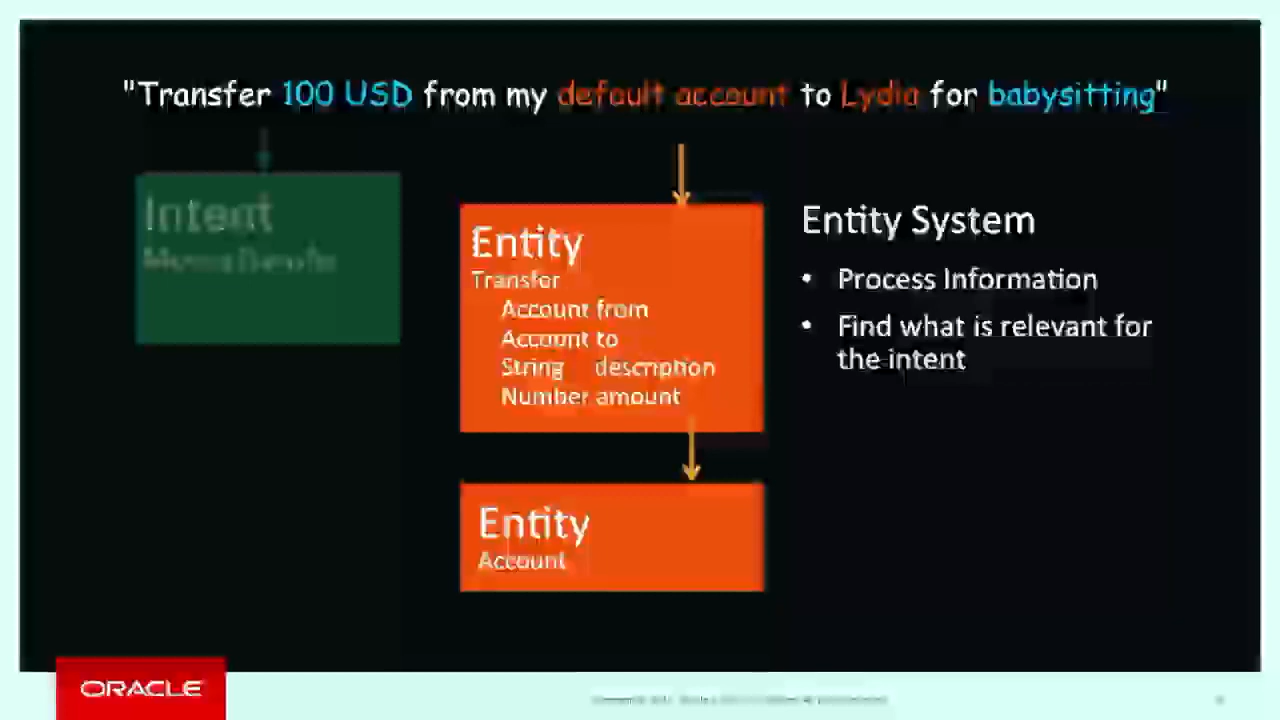 "Transfer 100 USD from my default account to Lydia for babysitting"
Intent
Entity
Transfer
Account from
Account to
String description
Number amount
Entity
Account
Entity System
• Process Information
• Find what is relevant for
the intent
ORACLE